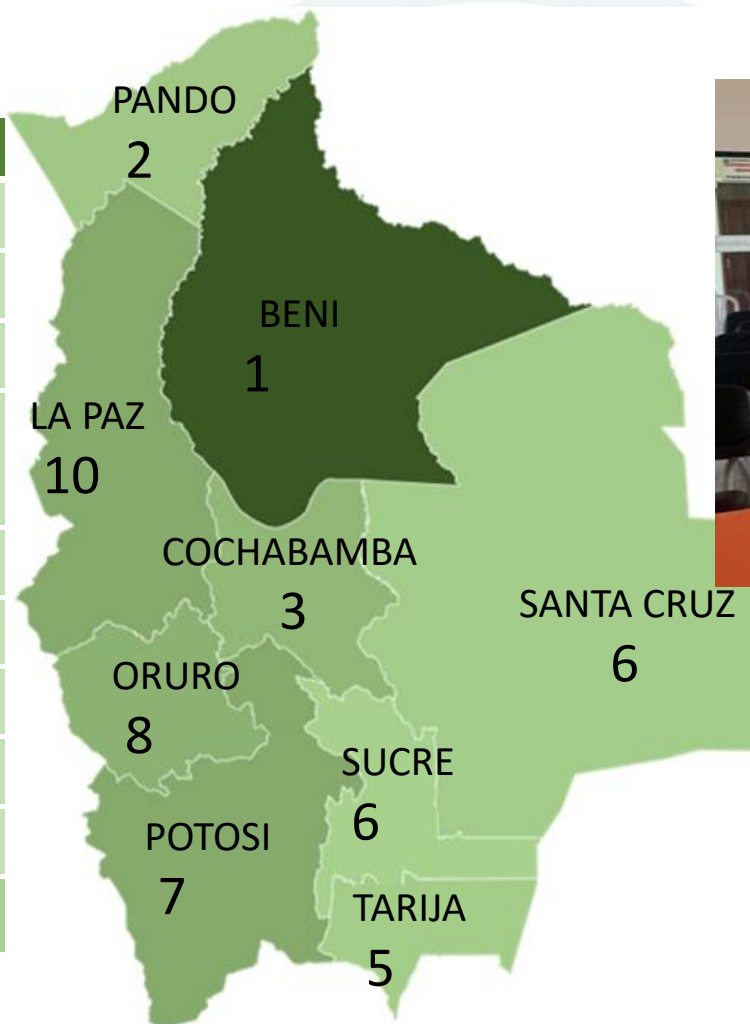 PANDO
2
BENI
1
LA PAZ
10
COCHABAMBA
3
SANTA CRUZ
6
ORURO
8
SUCRE
6
POTOSI
7
TARIJA
5